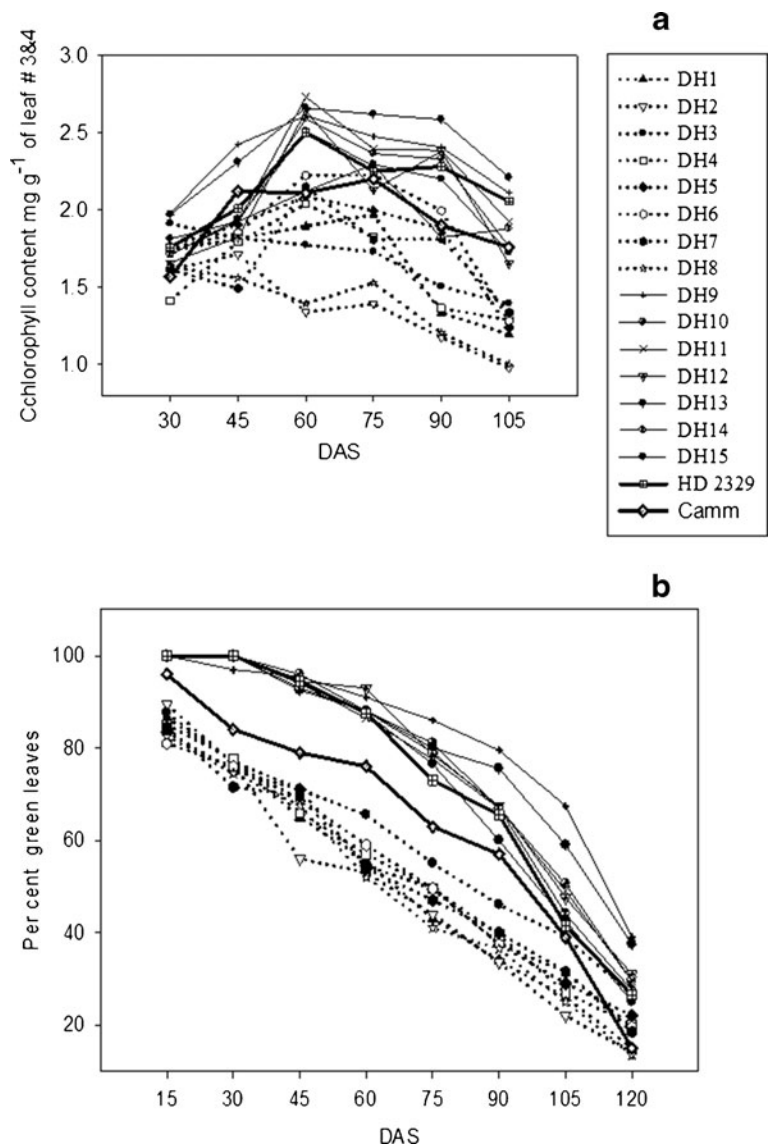 a
Cchlorophyll content mg g⁻¹ of leaf # 3&4
3.0
2.5
2.0
1.5
1.0
30 45 60 75 90 105
DAS
DH1
DH2
DH3
DH4
DH5
DH6
DH7
DH8
DH9
DH10
DH11
DH12
DH13
DH14
DH15
HD 2329
Camm
b
Per cent green leaves
100
80
60
40
20
15 30 45 60 75 90 105 120
DAS